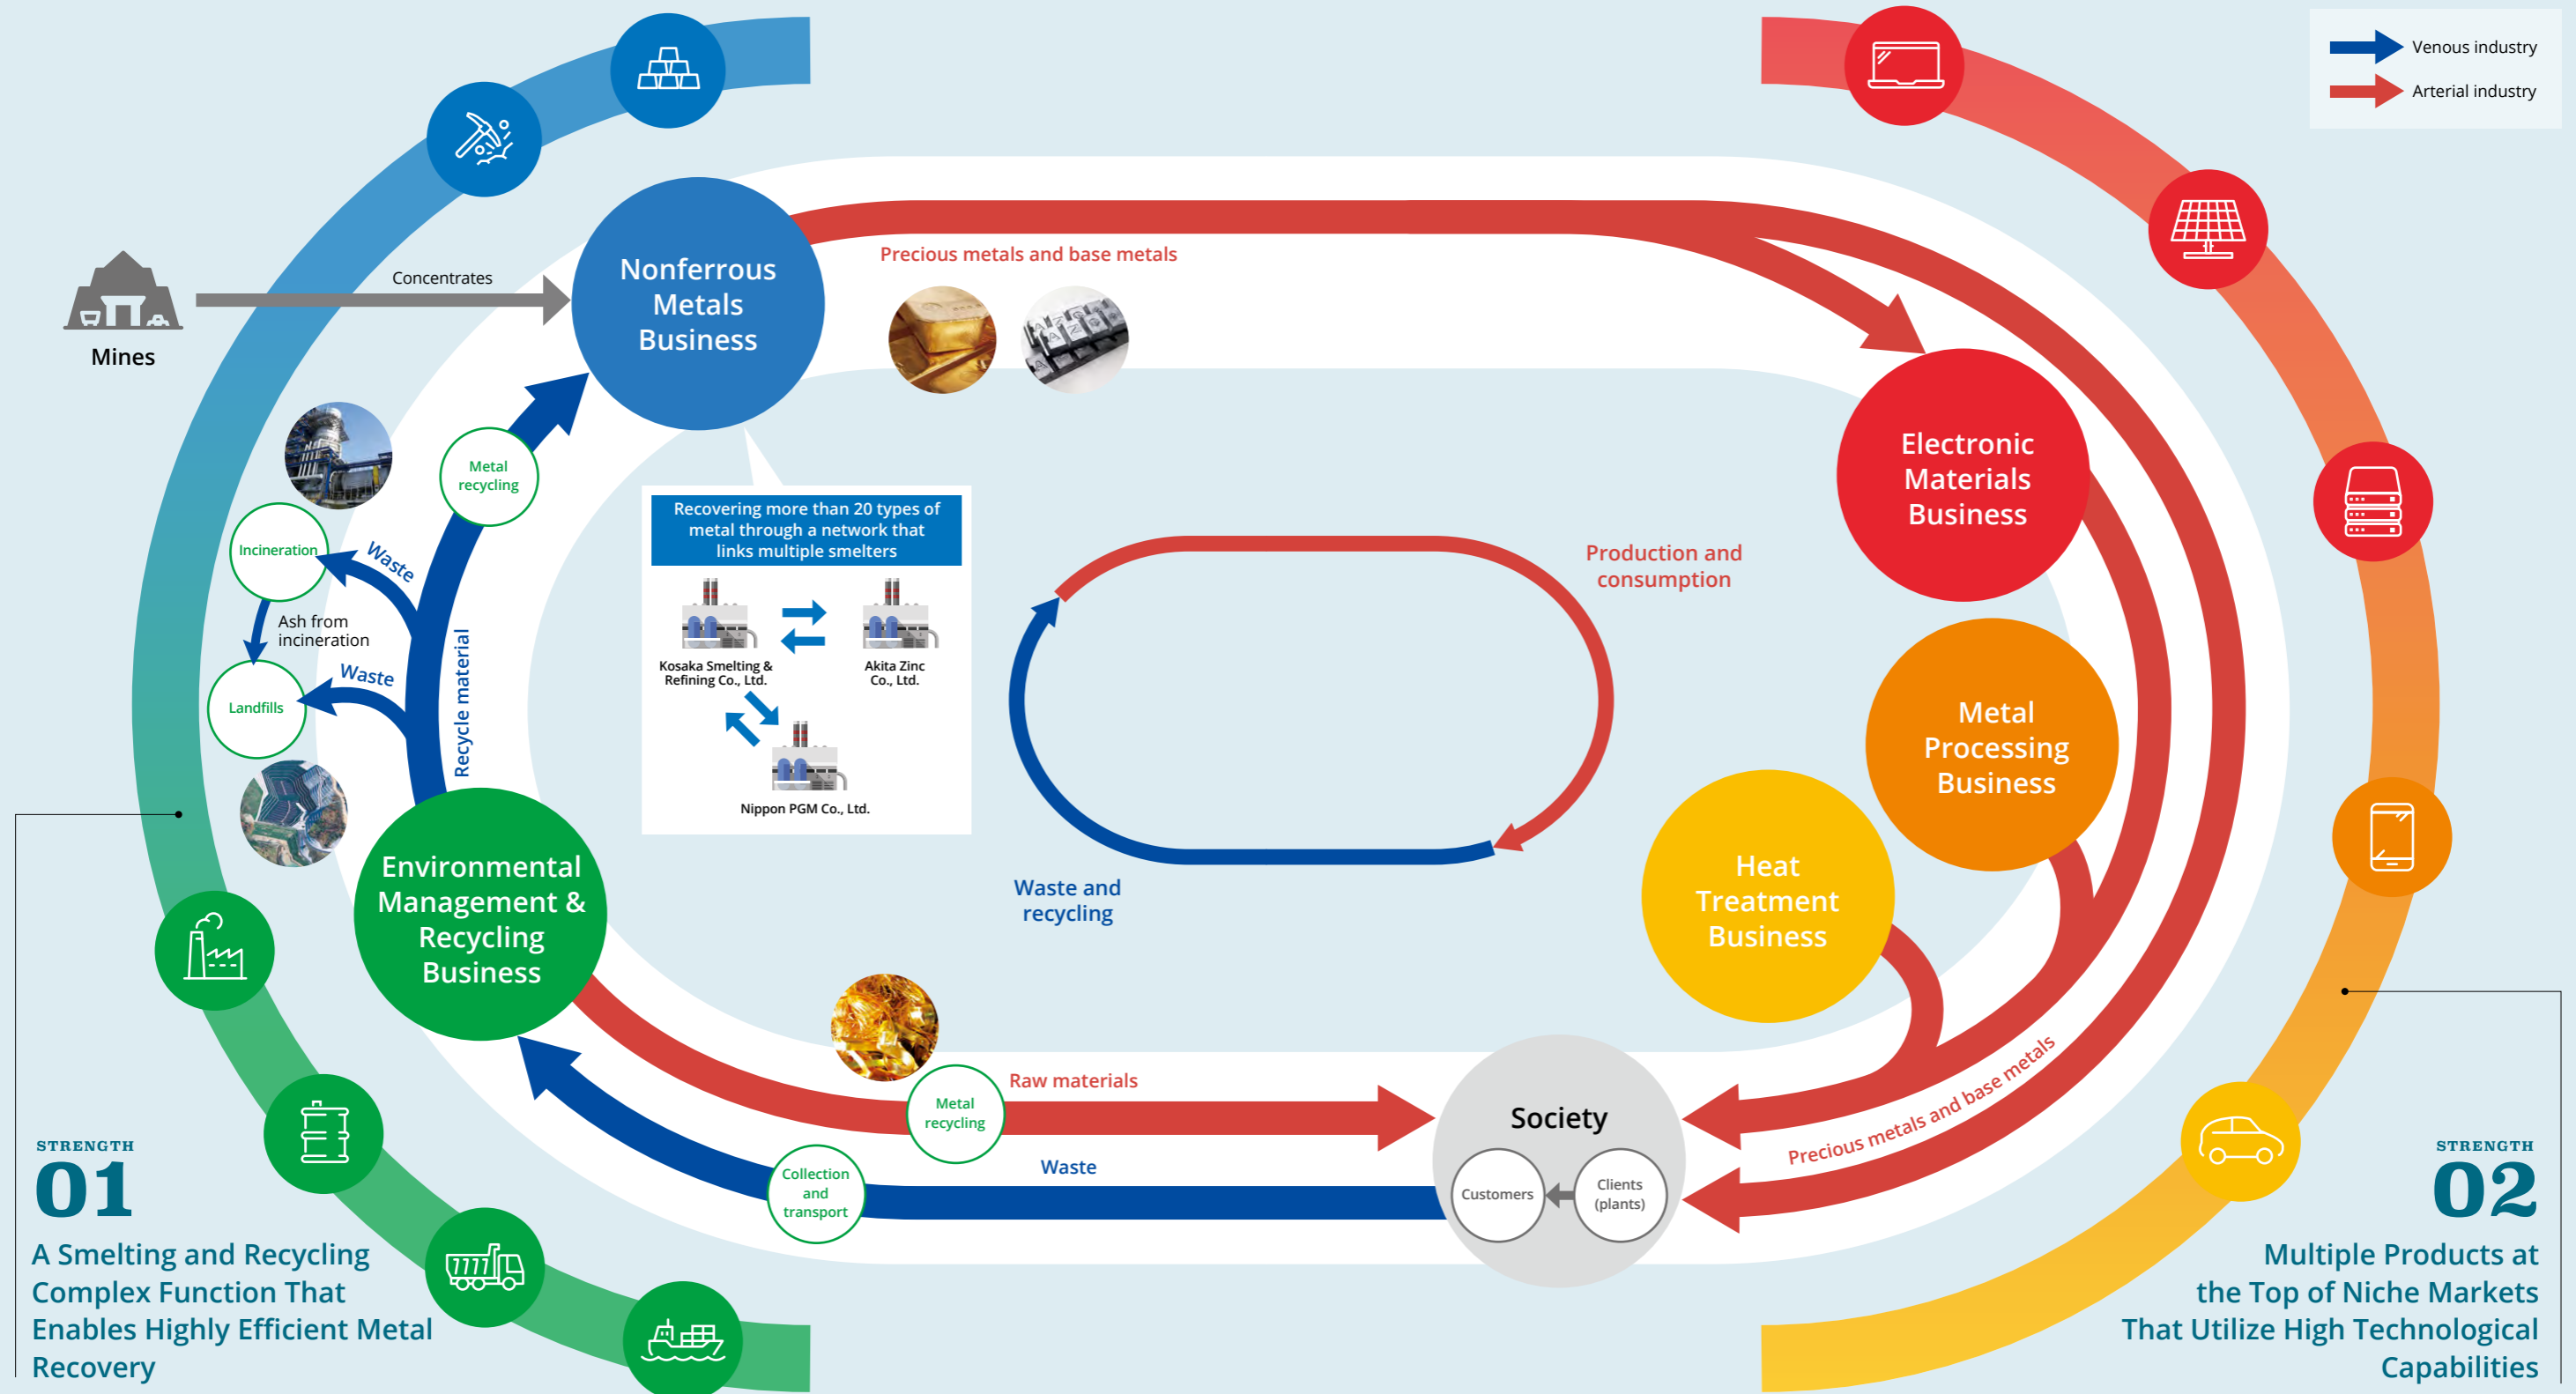 Venous industry
Arterial industry
Nonferrous
Metals
Business
Precious metals and base metals
Concentrates
Mines
Electronic
Materials
Business
Metal
recycling
Recovering more than 20 types of
metal through a network that
links multiple smelters
Incineration
Waste
Production and
consumption
Ash from
incineration
Kosaka Smelting &
Refining Co., Ltd.
Akita Zinc
Co., Ltd.
Waste
Landfills
Recycle material
Metal
Processing
Business
Nippon PGM Co., Ltd.
Environmental
Management &
Recycling
Business
Heat
Treatment
Business
Waste and
recycling
Raw materials
Metal
recycling
Society
Precious metals and base metals
Waste
Collection
and
transport
Customers
Clients
(plants)
STRENGTH
01
A Smelting and Recycling
Complex Function That
Enables Highly Efficient Metal
Recovery
STRENGTH
02
Multiple Products at
the Top of Niche Markets
That Utilize High Technological
Capabilities